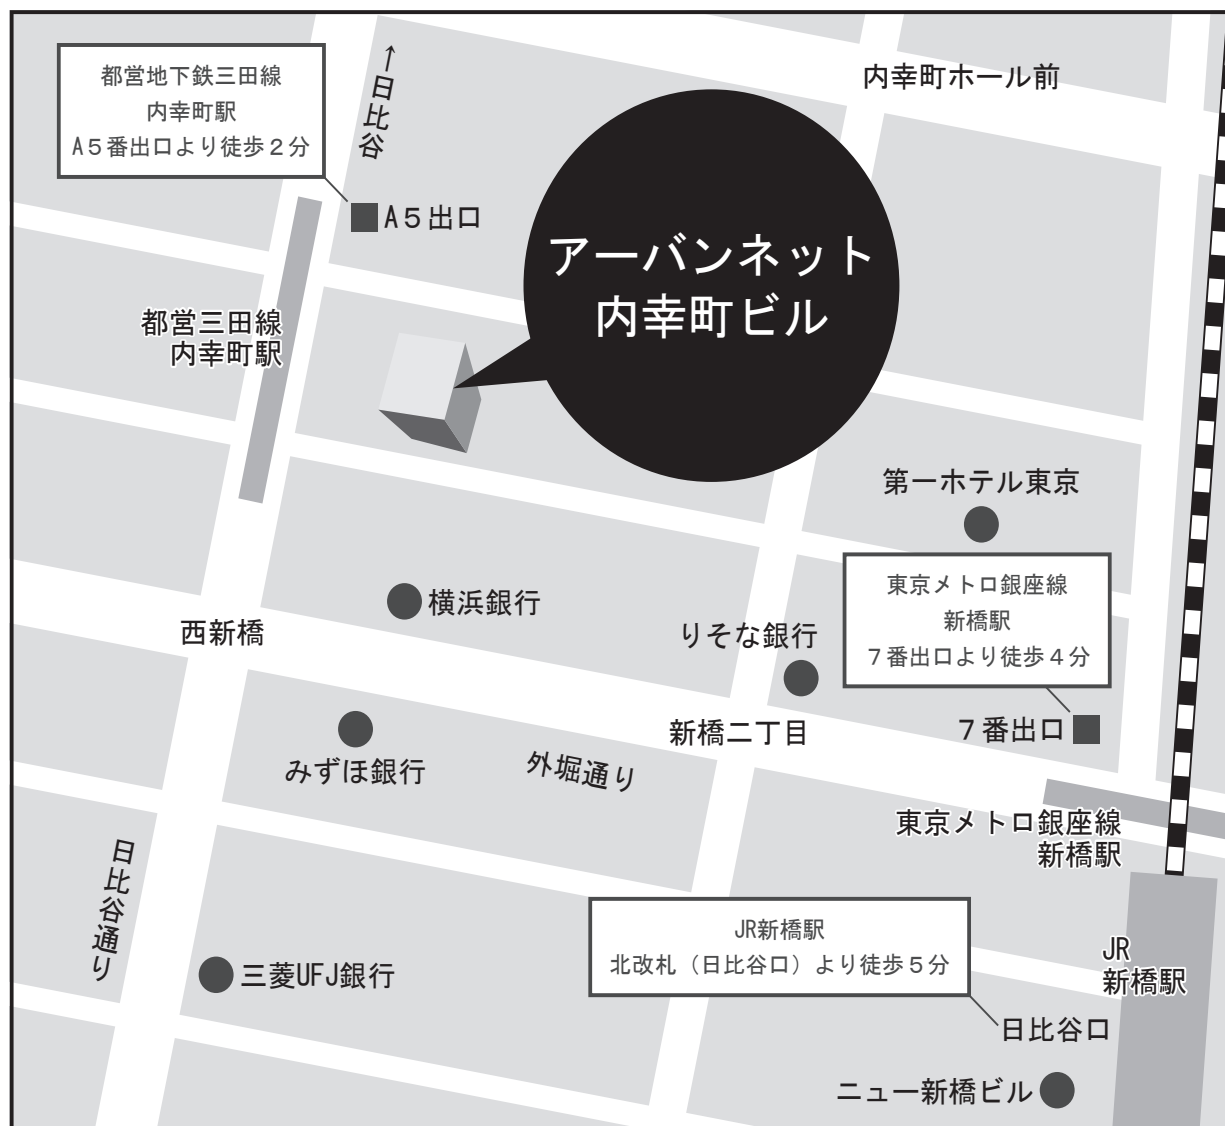 都営地下鉄三田線
内幸町駅
A5番出口より徒歩2分
↑日比谷
内幸町ホール前
A5出口
アーバンネット
内幸町ビル
都営三田線
内幸町駅
第一ホテル東京
東京メトロ銀座線
新橋駅
7番出口より徒歩4分
横浜銀行
西新橋
りそな銀行
7番出口
新橋二丁目
みずほ銀行
外堀通り
東京メトロ銀座線
新橋駅
日比谷通り
JR新橋駅
北改札（日比谷口）より徒歩5分
JR
新橋駅
三菱UFJ銀行
日比谷口
ニュー新橋ビル